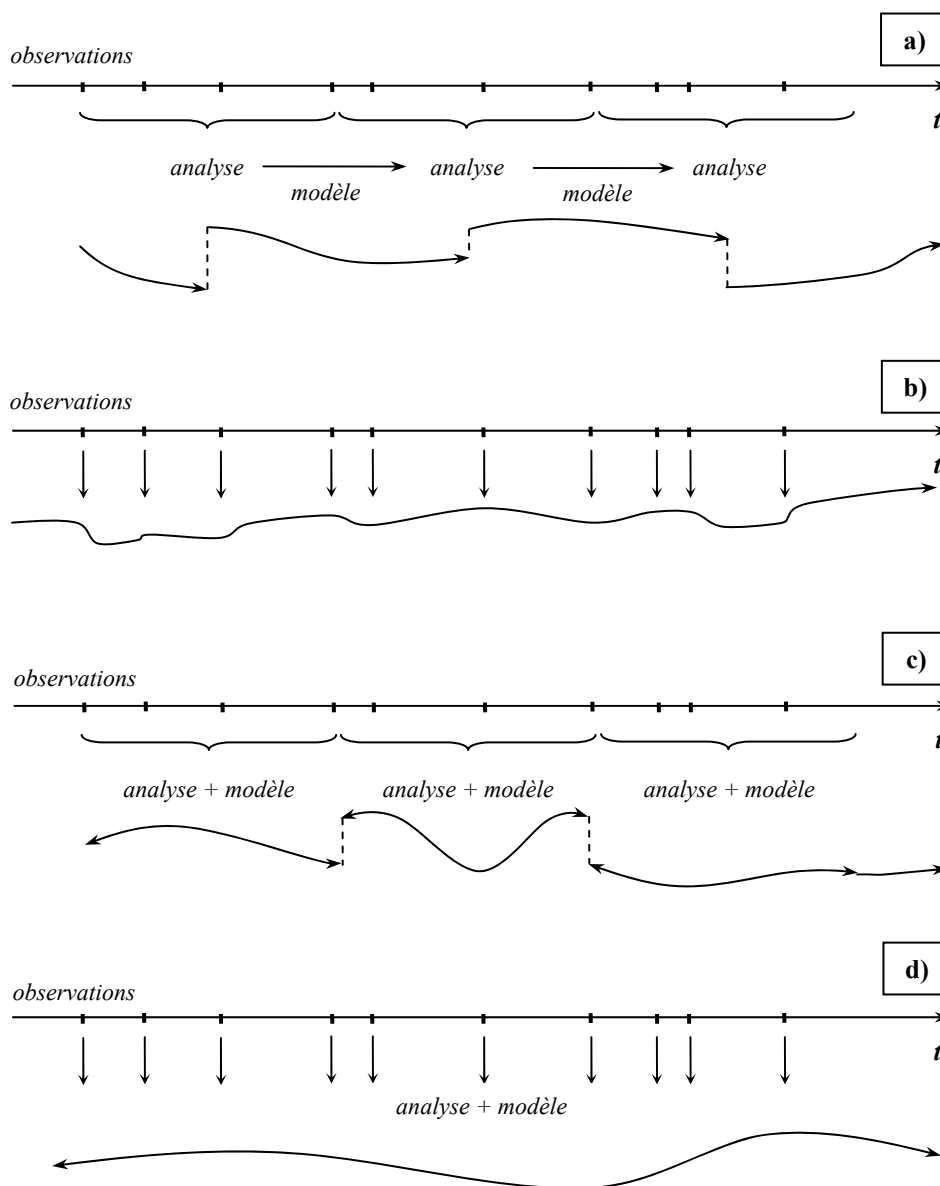 a)
observations
t
analyse analyse analyse
modèle modèle
b)
observations
t
c)
observations
t
analyse + modèle analyse + modèle analyse + modèle
d)
observations
t
analyse + modèle